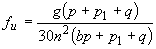 f_u = g(p + p_1 + q) / 30n^2(bp + p_1 + q)